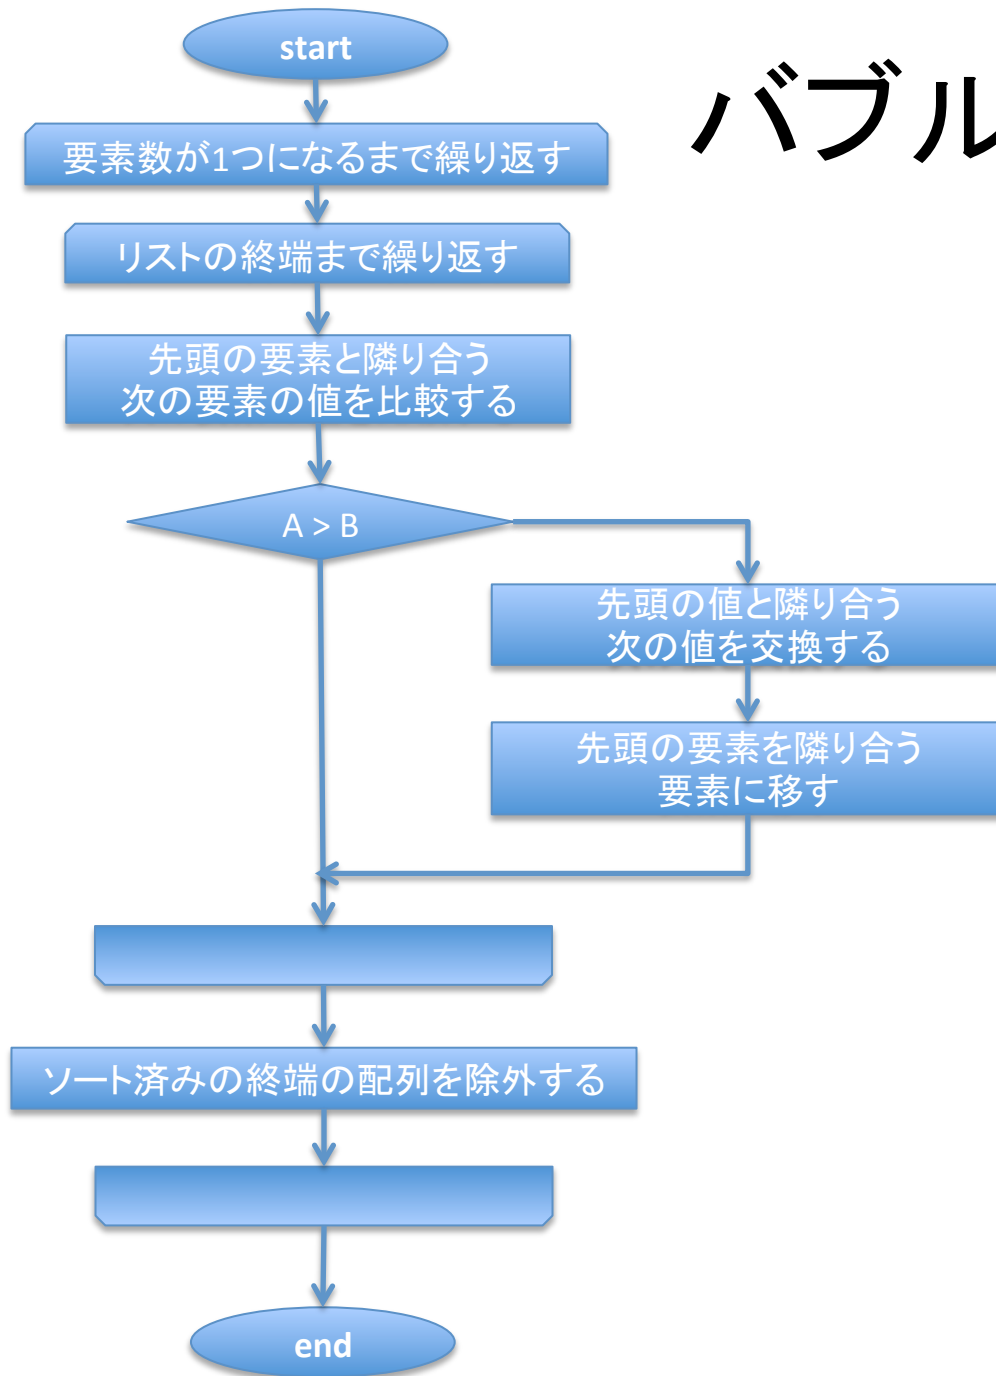 start
バブル
要素数が1つになるまで繰り返す
リストの終端まで繰り返す
先頭の要素と隣り合う
次の要素の値を比較する
A > B
先頭の値と隣り合う
次の値を交換する
先頭の要素を隣り合う
要素に移す
ソート済みの終端の配列を除外する
end